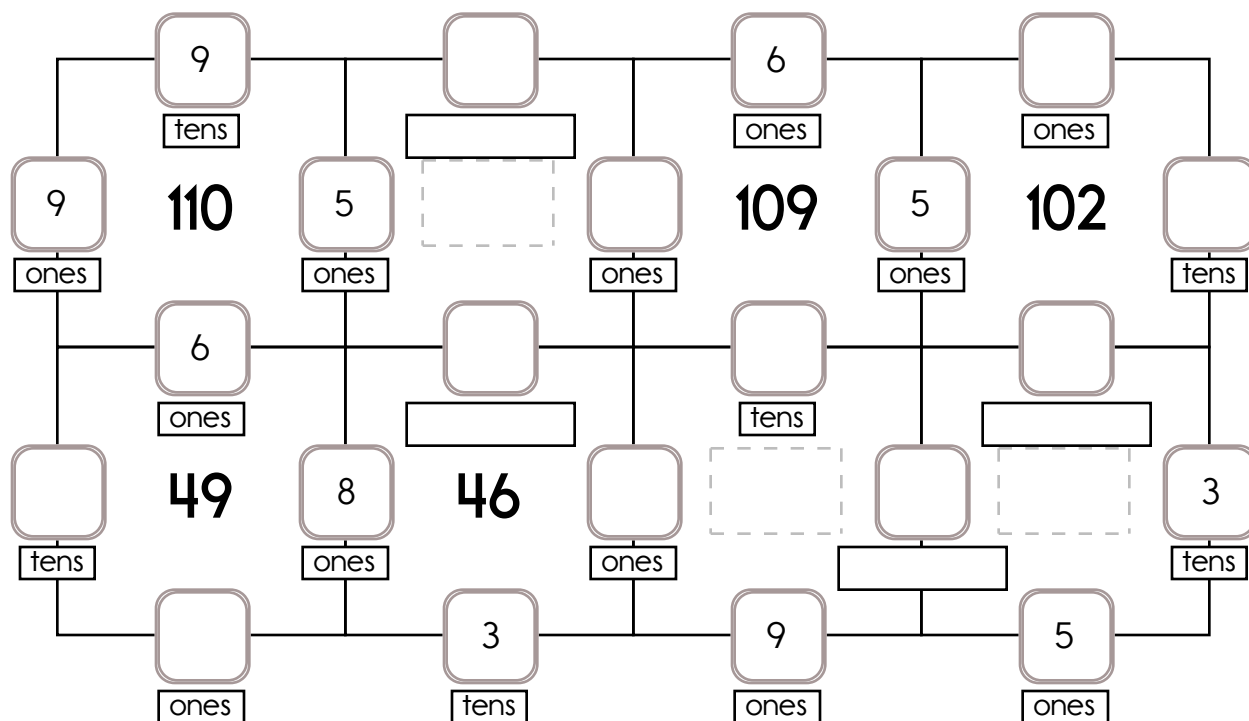 9 6
tens ones ones
9 110 5 109 5 102
ones ones ones ones tens
6
ones tens
49 8 46 3
tens ones ones tens
3 9 5
ones tens ones ones